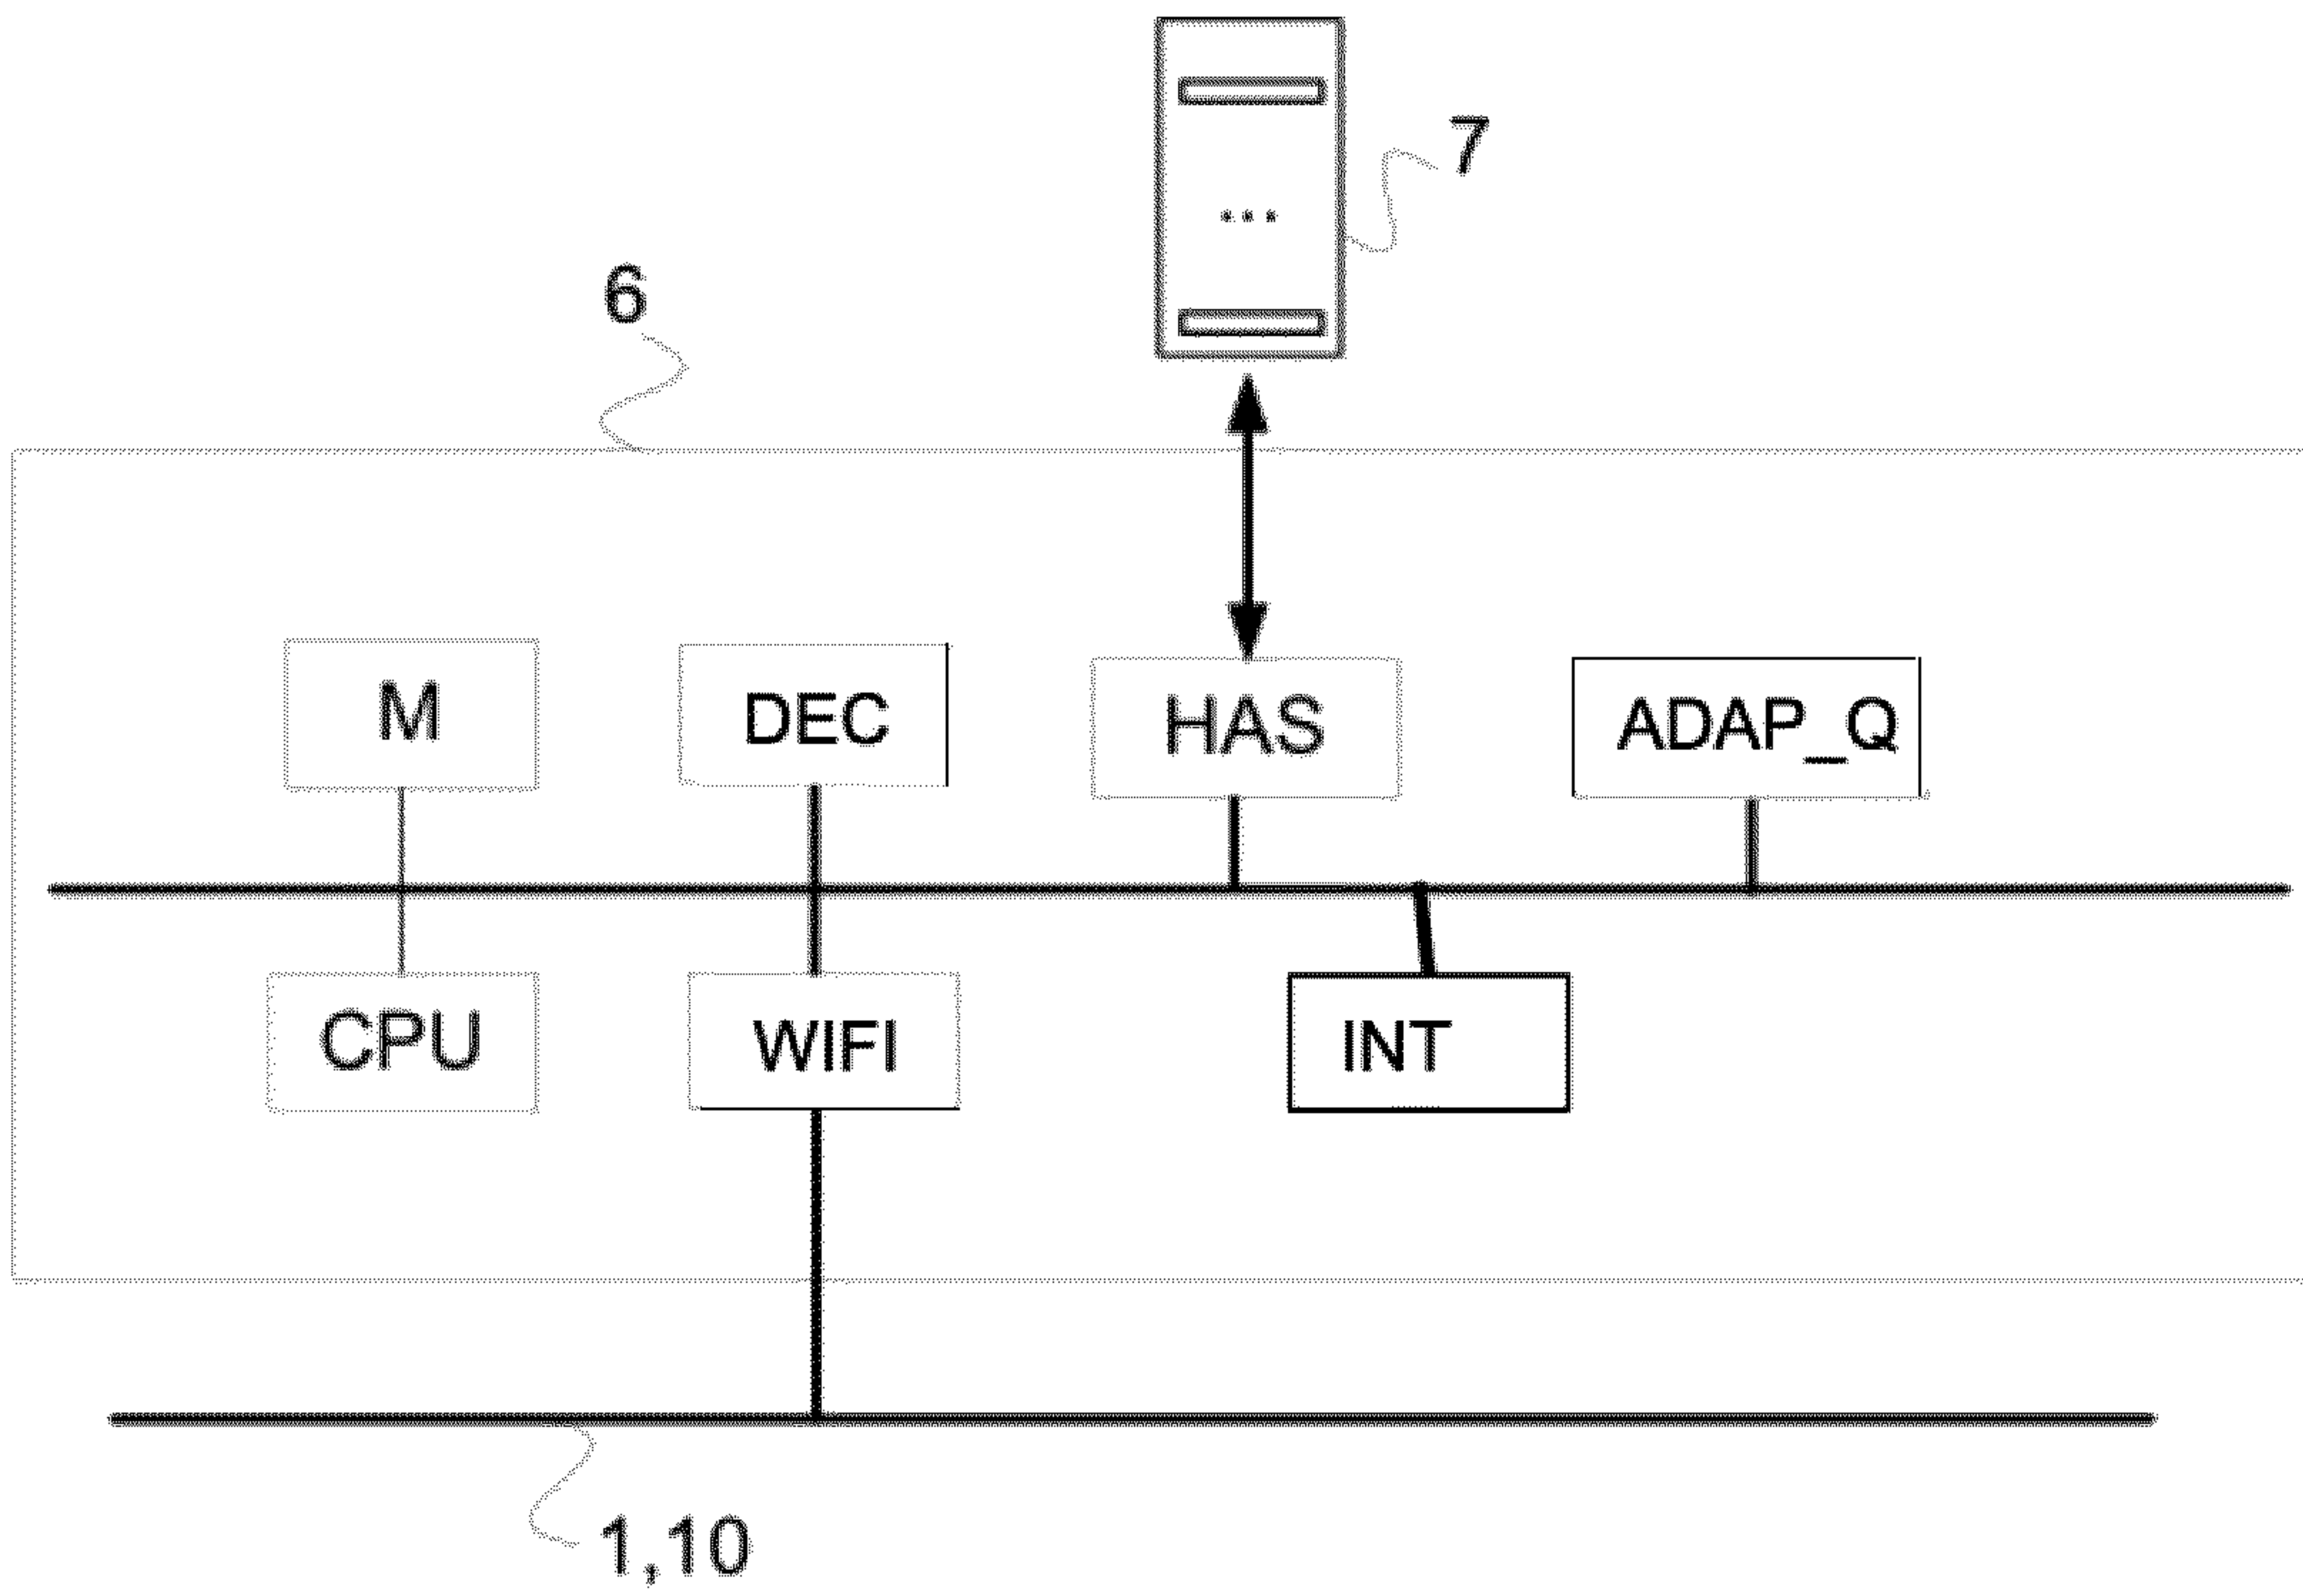 7
6
M
DEC
HAS
ADAP_Q
CPU
WIFI
INT
1,10